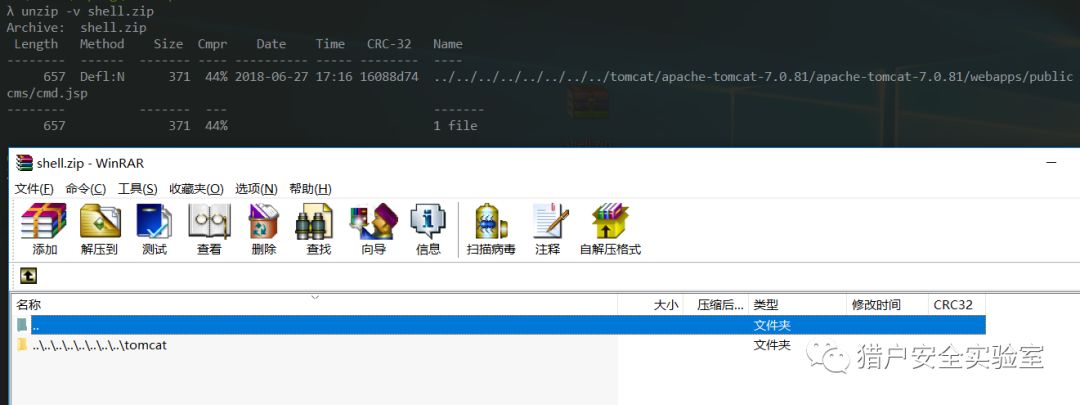 λ unzip -v shell.zip
Archive:  shell.zip
 Length   Method    Size  Cmpr    Date    Time   CRC-32   Name
--------  ------  ------- ---- ---------- ----- --------  ----
     657  Defl:N      371  44% 2018-06-27 17:16 16088d74  ../../../../../../../../tomcat/apache-tomcat-7.0.81/apache-tomcat-7.0.81/webapps/public
cms/cmd.jsp
--------          -------  ---                            -------
     657              371  44%                            1 file
shell.zip - WinRAR
文件(F) 命令(C) 工具(S) 收藏夹(O) 选项(N) 帮助(H)
添加 解压到 测试 查看 删除 查找 向导 信息 扫描病毒 注释 自解压格式
名称 大小 压缩后... 类型 修改时间 CRC32
.. 文件夹
..\..\..\..\..\..\..\..\tomcat 文件夹
猎户安全实验室